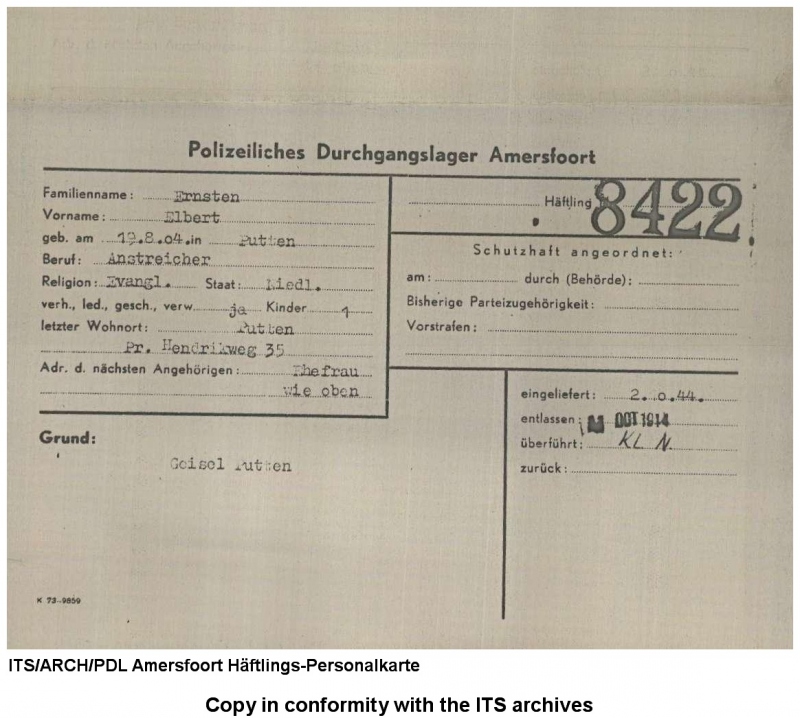 Polizeiliches Durchgangslager Amersfoort
Familienname: Ernsten
Vorname: Elbert
geb. am 19.8.04. in Putten
Beruf: Anstreicher
Religion: Evangl. Staat: Niedl.
verh., led., gesch., verw. ja Kinder 1
letzter Wohnort: Putten
Pr. Hendrikweg 35
Adr. d. nächsten Angehörigen: Ehefrau
wie oben
Häftling 8422
Schutzhaft angeordnet:
am: durch (Behörde):
Bisherige Parteizugehörigkeit:
Vorstrafen:
eingeliefert: 44.
entlassen: OCT
überführt: KL N.
zurück:
Grund:
Geisel Putten
K 73-9859
ITS/ARCH/PDL Amersfoort Häftlings-Personalkarte
Copy in conformity with the ITS archives